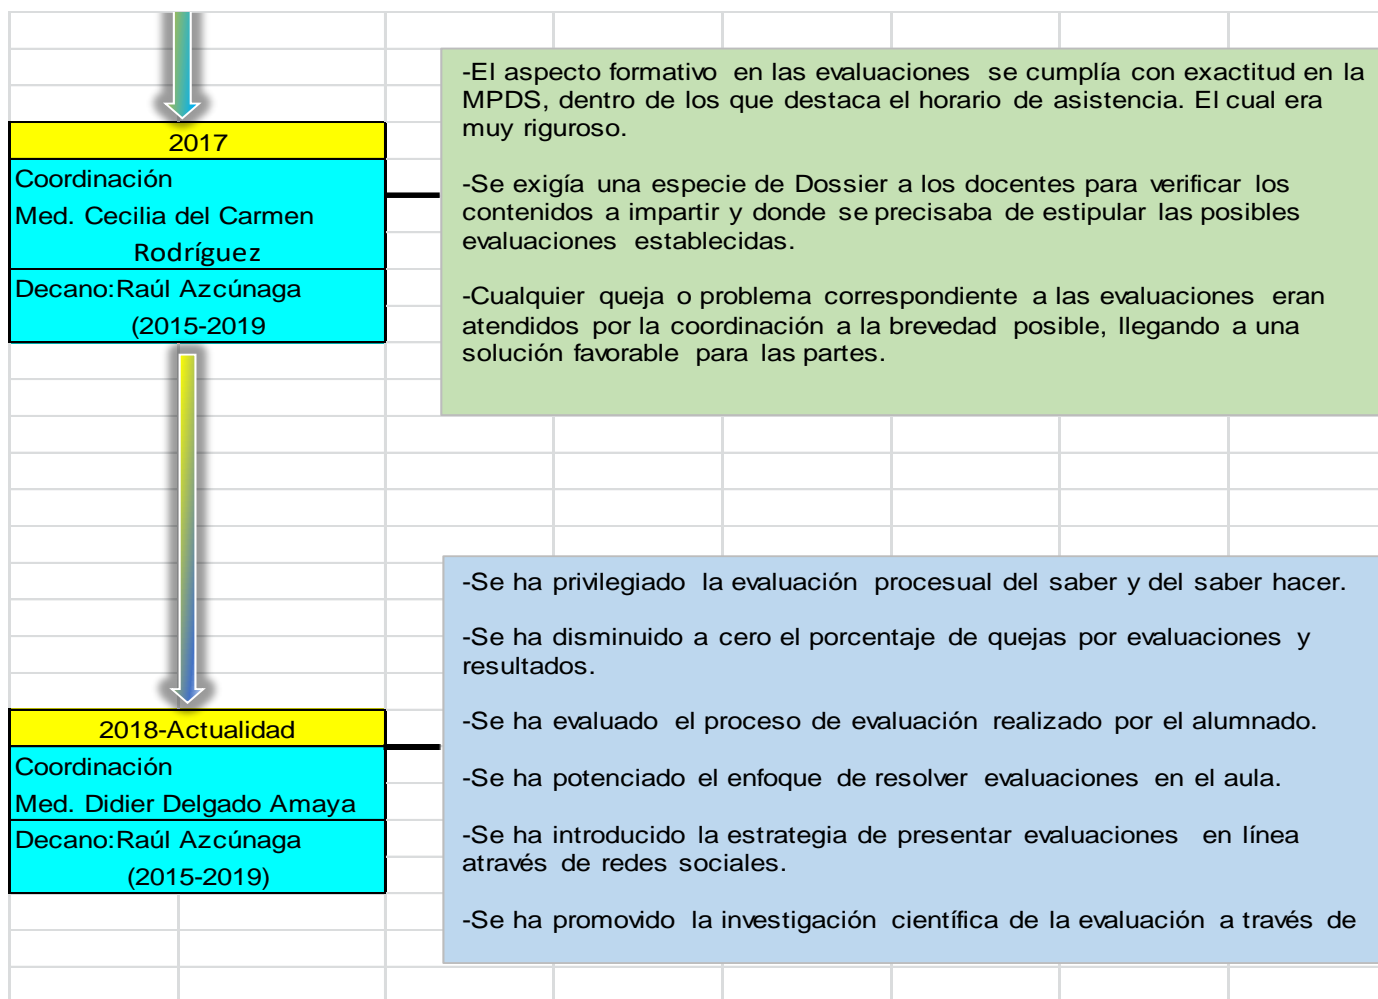 2017
Coordinación
Med. Cecilia del Carmen
Rodríguez
Decano:Raúl Azcúnaga
(2015-2019
-El aspecto formativo en las evaluaciones se cumplía con exactitud en la
MPDS, dentro de los que destaca el horario de asistencia. El cual era
muy riguroso.
-Se exigía una especie de Dossier a los docentes para verificar los
contenidos a impartir y donde se precisaba de estipular las posibles
evaluaciones establecidas.
-Cualquier queja o problema correspondiente a las evaluaciones eran
atendidos por la coordinación a la brevedad posible, llegando a una
solución favorable para las partes.
2018-Actualidad
Coordinación
Med. Didier Delgado Amaya
Decano:Raúl Azcúnaga
(2015-2019)
-Se ha privilegiado la evaluación procesual del saber y del saber hacer.
-Se ha disminuido a cero el porcentaje de quejas por evaluaciones y
resultados.
-Se ha evaluado el proceso de evaluación realizado por el alumnado.
-Se ha potenciado el enfoque de resolver evaluaciones en el aula.
-Se ha introducido la estrategia de presentar evaluaciones en línea
através de redes sociales.
-Se ha promovido la investigación científica de la evaluación a través de